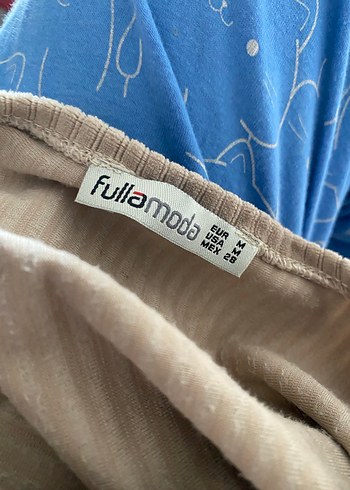 fullamoda
EUR M
USA M
MEX 28